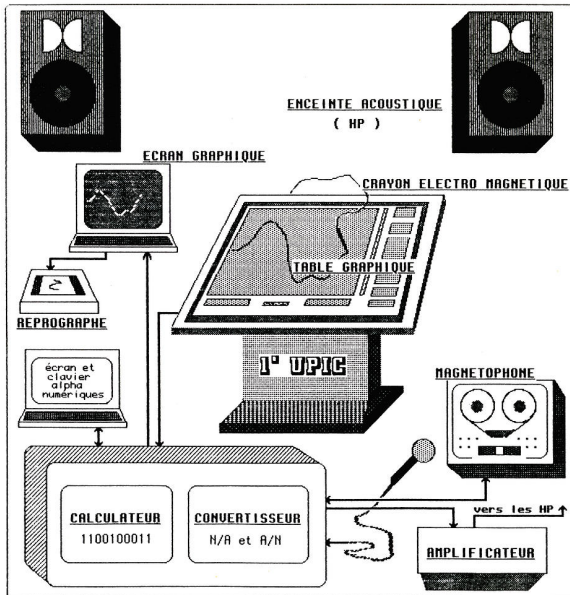 ENCEINTE ACOUSTIQUE
( HP )
ECRAN GRAPHIQUE
CRAYON ELECTRO MAGNETIQUE
TABLE GRAPHIQUE
REPROGRAPHE
l' UPIC
écran et
clavier
alpha
numériques
MAGNETOPHONE
CALCULATEUR
1100100011
CONVERTISSEUR
N/A et A/N
vers les HP
AMPLIFICATEUR